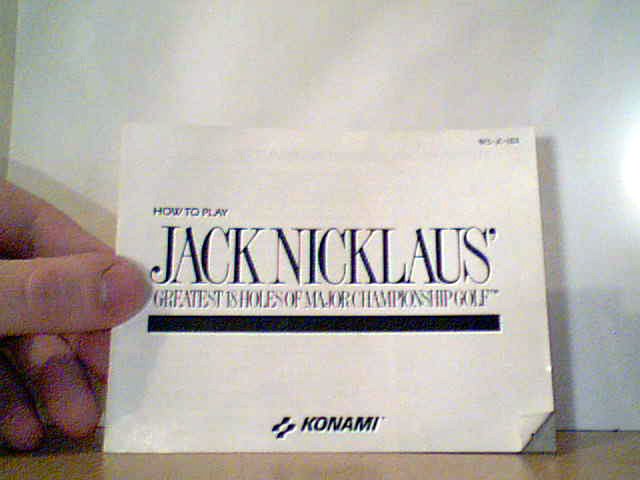 HOW TO PLAY
JACK NICKLAUS'
GREATEST 18 HOLES OF MAJOR CHAMPIONSHIP GOLF™
KONAMI